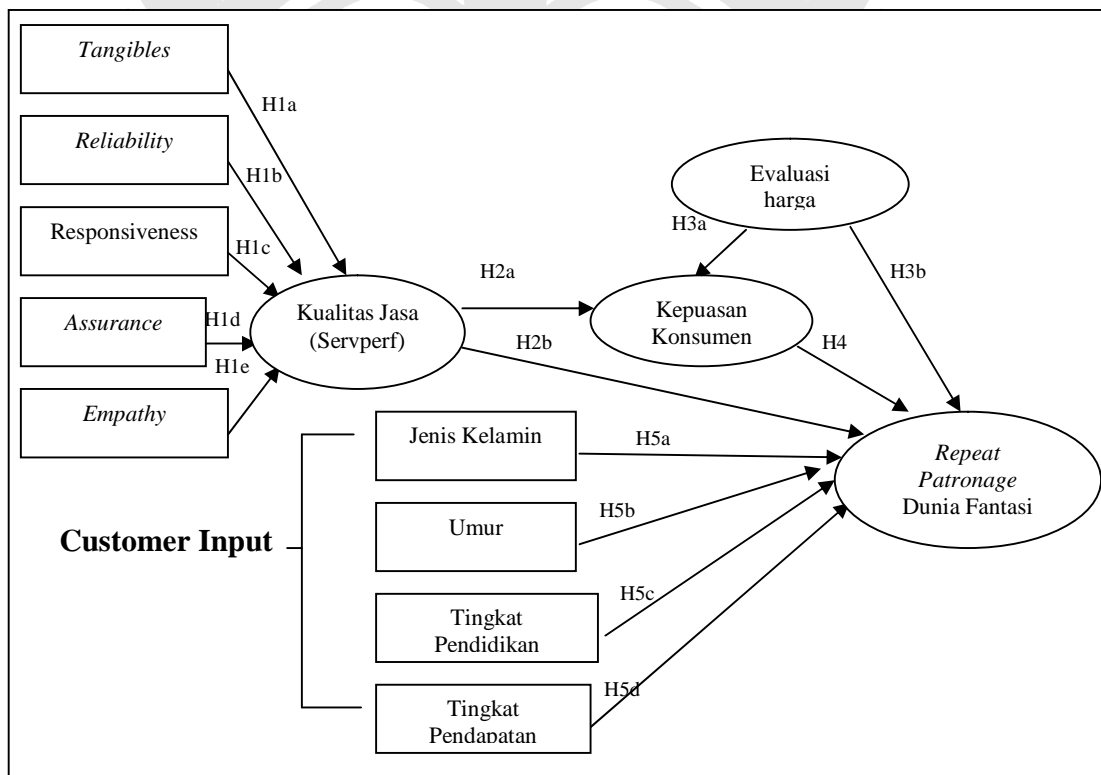 Tangibles
H1a
Reliability
H1b
Responsiveness
H1c
Assurance
H1d
Empathy
H1e
Kualitas Jasa
(Servperf)
H2a
H2b
Evaluasi
harga
H3a
H3b
Kepuasan
Konsumen
H4
Customer Input
Jenis Kelamin
H5a
Umur
H5b
Tingkat
Pendidikan
H5c
Tingkat
Pendapatan
H5d
Repeat
Patronage
Dunia Fantasi